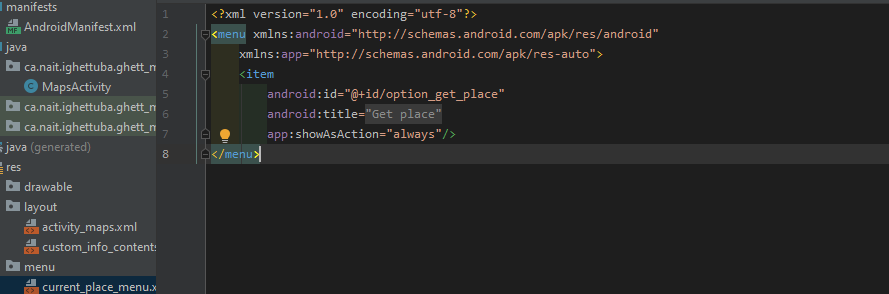 manifests
AndroidManifest.xml
java
ca.nait.ighettuba.ghett_m
MapsActivity
ca.nait.ighettuba.ghett_m
ca.nait.ighettuba.ghett_m
java (generated)
res
drawable
layout
activity_maps.xml
custom_info_contents
menu
current_place_menu.x
1 <?xml version="1.0" encoding="utf-8"?>
2 <menu xmlns:android="http://schemas.android.com/apk/res/android"
3 xmlns:app="http://schemas.android.com/apk/res-auto">
4 <item
5 android:id="@+id/option_get_place"
6 android:title="Get place"
7 app:showAsAction="always"/>
8 </menu>